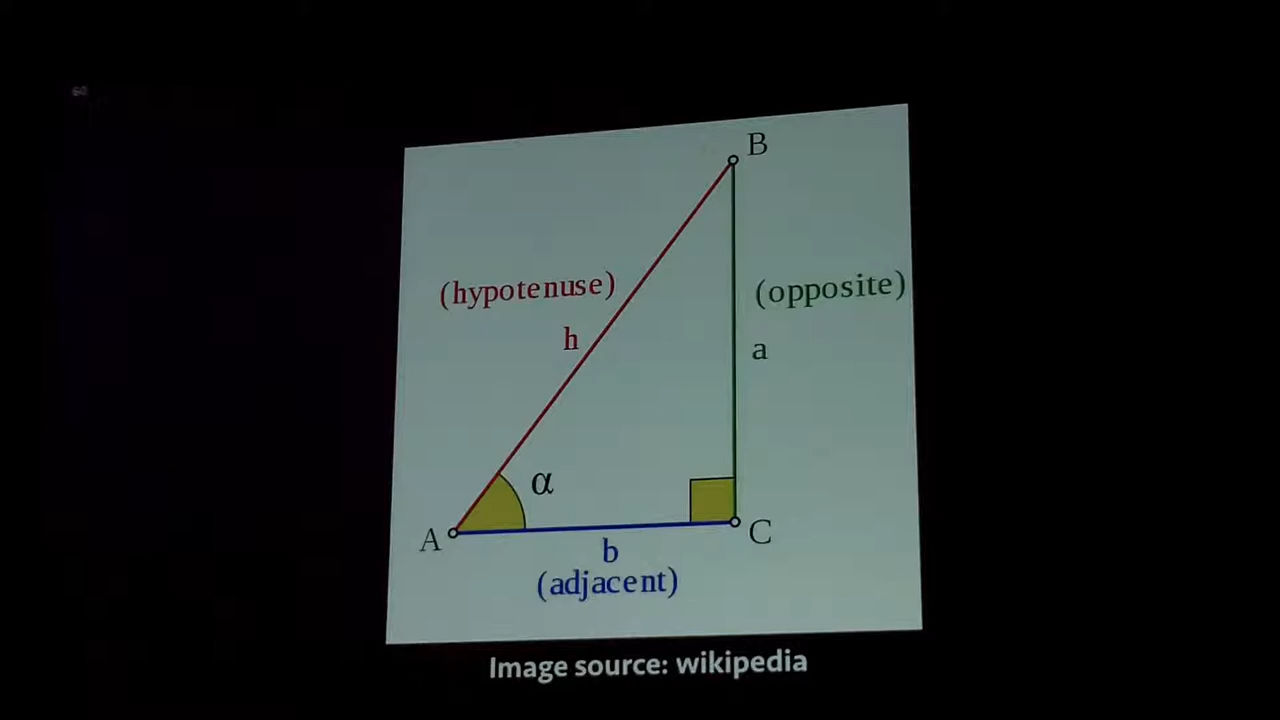 B
(hypotenuse)
(opposite)
h
a
α
A
C
b
(adjacent)
Image source: wikipedia